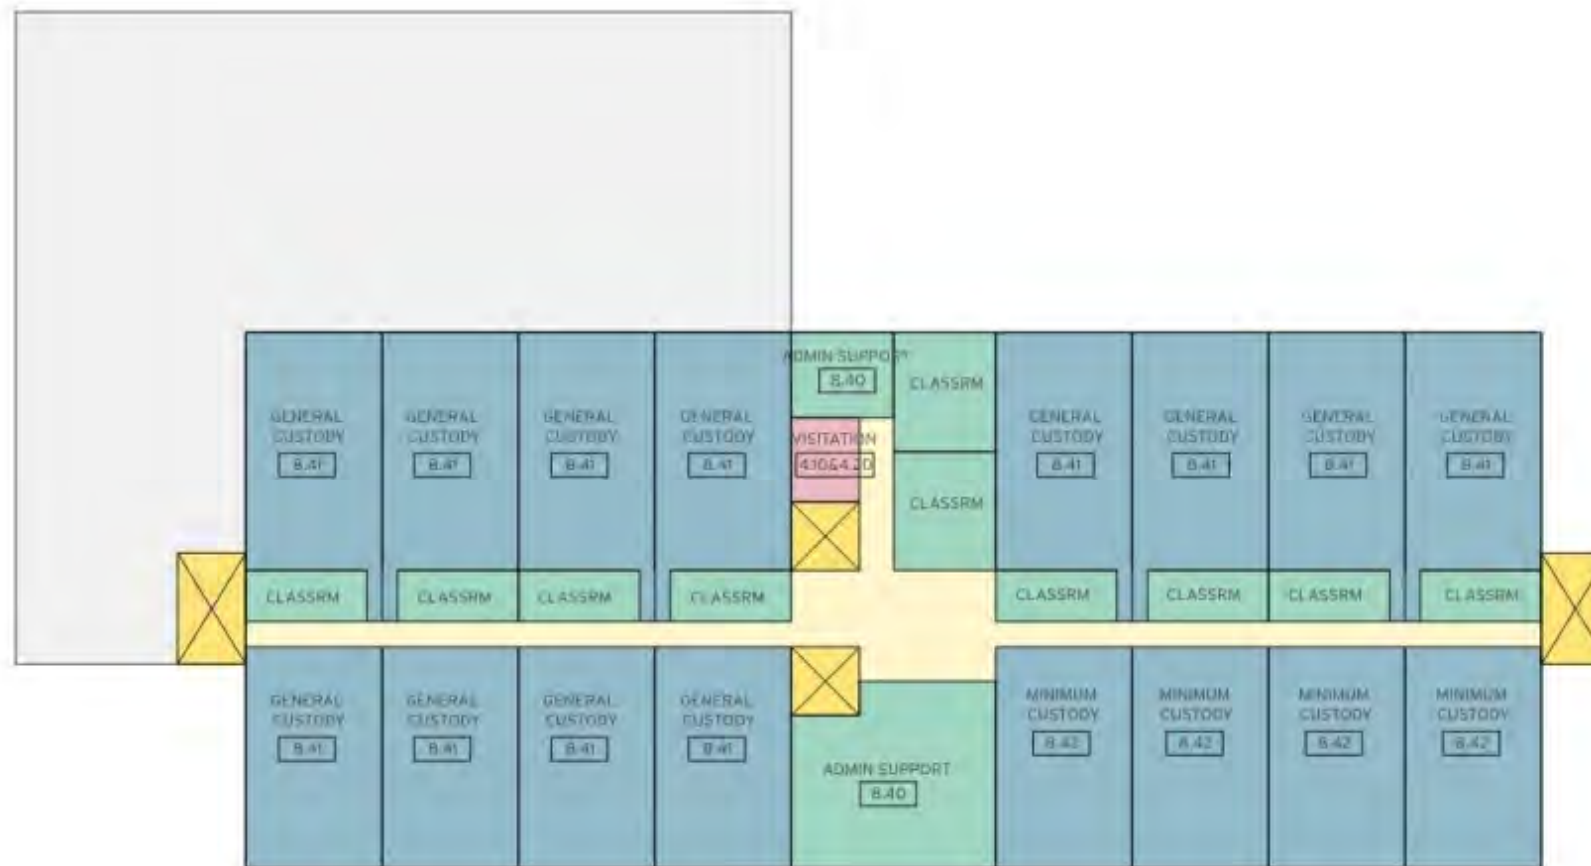 ADMIN SUPPORT
8.40
CLASSRM
GENERAL
CUSTODY
8.41
GENERAL
CUSTODY
8.41
GENERAL
CUSTODY
8.41
GENERAL
CUSTODY
8.41
VISITATION
4.10&4.20
CLASSRM
GENERAL
CUSTODY
8.41
GENERAL
CUSTODY
8.41
GENERAL
CUSTODY
8.41
GENERAL
CUSTODY
8.41
CLASSRM
CLASSRM
CLASSRM
CLASSRM
CLASSRM
CLASSRM
CLASSRM
CLASSRM
GENERAL
CUSTODY
8.41
GENERAL
CUSTODY
8.41
GENERAL
CUSTODY
8.41
GENERAL
CUSTODY
8.41
ADMIN SUPPORT
8.40
MINIMUM
CUSTODY
8.42
MINIMUM
CUSTODY
8.42
MINIMUM
CUSTODY
8.42
MINIMUM
CUSTODY
8.42